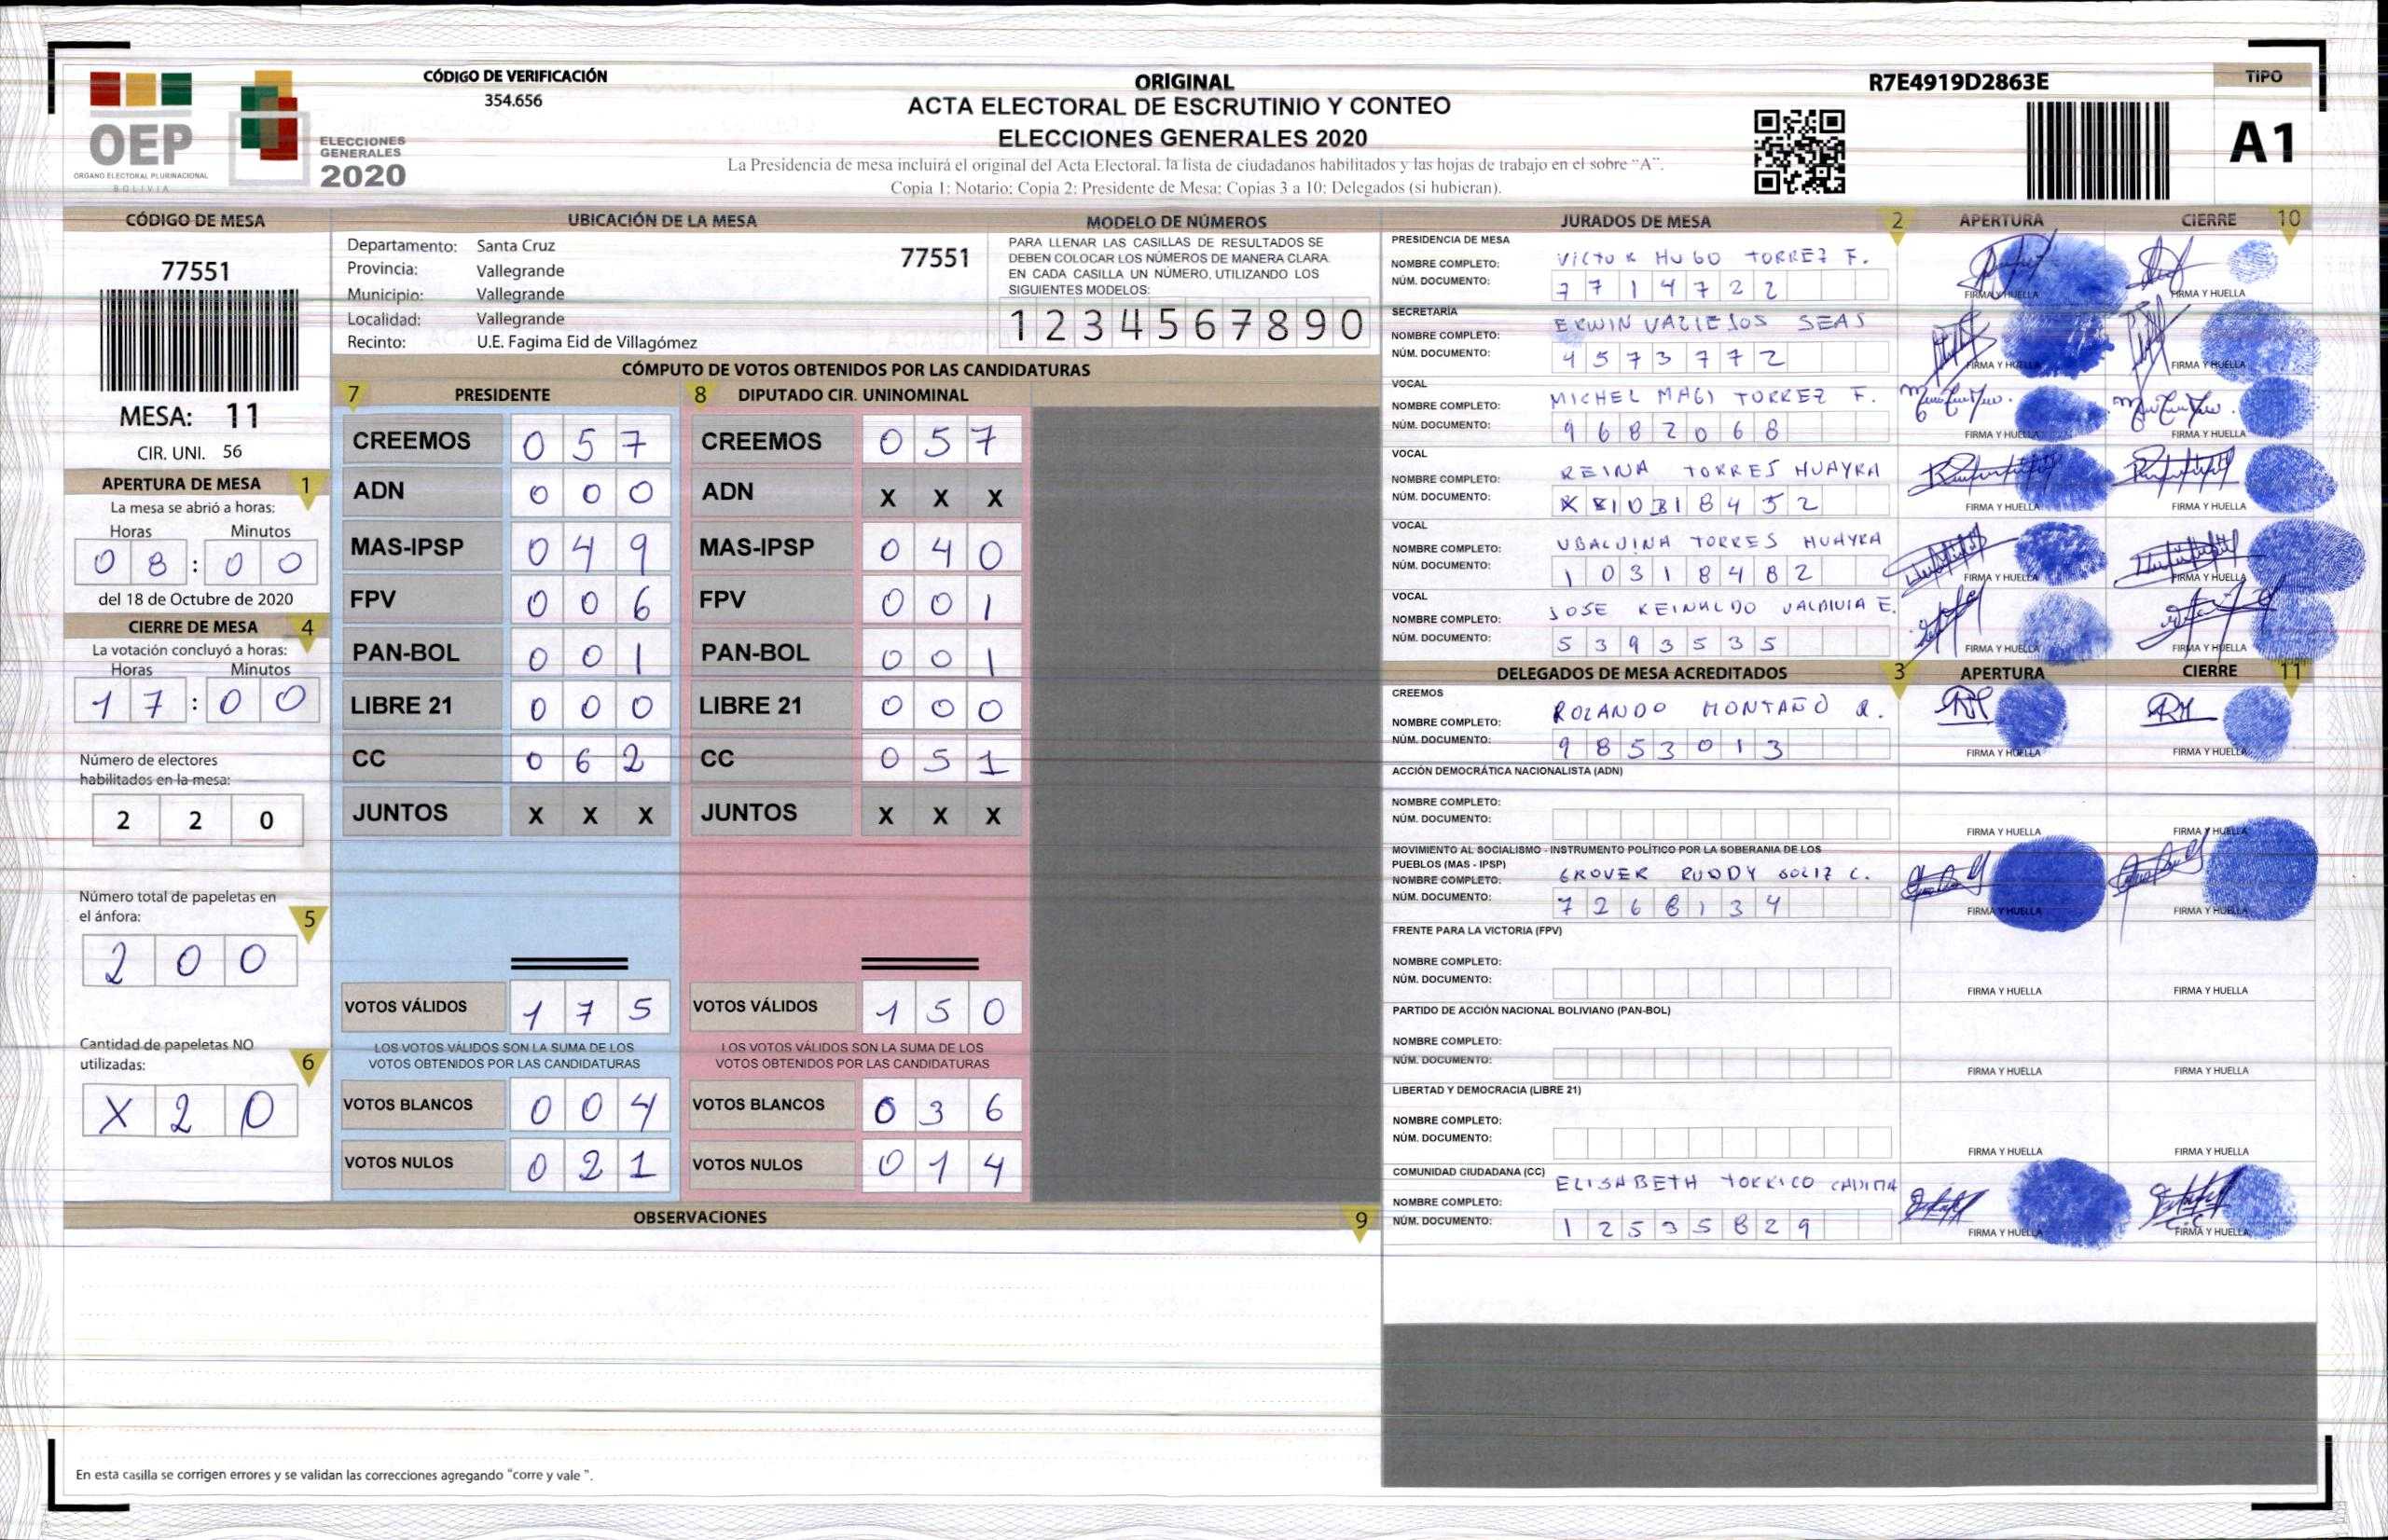 CÓDIGO DE VERIFICACIÓN
354.656
OEP
ÓRGANO ELECTORAL PLURINACIONAL
BOLIVIA
ELECCIONES
GENERALES
2020
ORIGINAL
ACTA ELECTORAL DE ESCRUTINIO Y CONTEO
ELECCIONES GENERALES 2020
La Presidencia de mesa incluirá el original del Acta Electoral, la lista de ciudadanos habilitados y las hojas de trabajo en el sobre "A".
Copia 1: Notario; Copia 2: Presidente de Mesa; Copias 3 a 10: Delegados (si hubieran).
R7E4919D2863E
TIPO
A1
CÓDIGO DE MESA
77551
MESA: 11
CIR. UNI. 56
APERTURA DE MESA 1
La mesa se abrió a horas:
Horas Minutos
08:00
del 18 de Octubre de 2020
CIERRE DE MESA 4
La votación concluyó a horas:
Horas Minutos
17:00
Número de electores
habilitados en la mesa:
2 2 0
Número total de papeletas en
el ánfora: 5
2 0 0
Cantidad de papeletas NO
utilizadas: 6
X 2 0
UBICACIÓN DE LA MESA
Departamento: Santa Cruz 77551
Provincia: Vallegrande
Municipio: Vallegrande
Localidad: Vallegrande
Recinto: U.E. Fagima Eid de Villagómez
MODELO DE NÚMEROS
PARA LLENAR LAS CASILLAS DE RESULTADOS SE
DEBEN COLOCAR LOS NÚMEROS DE MANERA CLARA
EN CADA CASILLA UN NÚMERO, UTILIZANDO LOS
SIGUIENTES MODELOS:
1 2 3 4 5 6 7 8 9 0
CÓMPUTO DE VOTOS OBTENIDOS POR LAS CANDIDATURAS
7 PRESIDENTE 8 DIPUTADO CIR. UNINOMINAL
CREEMOS 0 5 7 CREEMOS 0 5 7
ADN 0 0 0 ADN X X X
MAS-IPSP 0 4 9 MAS-IPSP 0 4 0
FPV 0 0 6 FPV 0 0 1
PAN-BOL 0 0 1 PAN-BOL 0 0 1
LIBRE 21 0 0 0 LIBRE 21 0 0 0
CC 0 6 2 CC 0 5 1
JUNTOS X X X JUNTOS X X X
VOTOS VÁLIDOS 1 7 5 VOTOS VÁLIDOS 1 5 0
LOS VOTOS VÁLIDOS SON LA SUMA DE LOS LOS VOTOS VÁLIDOS SON LA SUMA DE LOS
VOTOS OBTENIDOS POR LAS CANDIDATURAS VOTOS OBTENIDOS POR LAS CANDIDATURAS
VOTOS BLANCOS 0 0 4 VOTOS BLANCOS 0 3 6
VOTOS NULOS 0 2 1 VOTOS NULOS 0 1 4
OBSERVACIONES 9
En esta casilla se corrigen errores y se validan las correcciones agregando "corre y vale ".
JURADOS DE MESA 2 APERTURA CIERRE 10
PRESIDENCIA DE MESA
NOMBRE COMPLETO: VICTOR HUGO TORREZ F.
NÚM. DOCUMENTO: 7714722 FIRMA Y HUELLA FIRMA Y HUELLA
SECRETARÍA
NOMBRE COMPLETO: ERWIN VALLEJOS SEAS
NÚM. DOCUMENTO: 4573772 FIRMA Y HUELLA FIRMA Y HUELLA
VOCAL
NOMBRE COMPLETO: MICHEL MAGI TORREZ F.
NÚM. DOCUMENTO: 9682068 FIRMA Y HUELLA FIRMA Y HUELLA
VOCAL
NOMBRE COMPLETO: REINA TORRES HUAYRA
NÚM. DOCUMENTO: FIRMA Y HUELLA FIRMA Y HUELLA
VOCAL
NOMBRE COMPLETO: UBALDINA TORRES HUAYRA
NÚM. DOCUMENTO: 10318482 FIRMA Y HUELLA FIRMA Y HUELLA
VOCAL
NOMBRE COMPLETO: JOSE REINALDO VALDIVIA E.
NÚM. DOCUMENTO: 5393535 FIRMA Y HUELLA FIRMA Y HUELLA
DELEGADOS DE MESA ACREDITADOS 3 APERTURA CIERRE 11
CREEMOS
NOMBRE COMPLETO: ROLANDO MONTAÑO R.
NÚM. DOCUMENTO: 9853013 FIRMA Y HUELLA FIRMA Y HUELLA
ACCIÓN DEMOCRÁTICA NACIONALISTA (ADN)
NOMBRE COMPLETO:
NÚM. DOCUMENTO: FIRMA Y HUELLA FIRMA Y HUELLA
MOVIMIENTO AL SOCIALISMO - INSTRUMENTO POLÍTICO POR LA SOBERANIA DE LOS
PUEBLOS (MAS - IPSP)
NOMBRE COMPLETO: GROVER RUDDY SOLIZ C.
NÚM. DOCUMENTO: 7268134 FIRMA Y HUELLA FIRMA Y HUELLA
FRENTE PARA LA VICTORIA (FPV)
NOMBRE COMPLETO:
NÚM. DOCUMENTO: FIRMA Y HUELLA FIRMA Y HUELLA
PARTIDO DE ACCIÓN NACIONAL BOLIVIANO (PAN-BOL)
NOMBRE COMPLETO:
NÚM. DOCUMENTO: FIRMA Y HUELLA FIRMA Y HUELLA
LIBERTAD Y DEMOCRACIA (LIBRE 21)
NOMBRE COMPLETO:
NÚM. DOCUMENTO: FIRMA Y HUELLA FIRMA Y HUELLA
COMUNIDAD CIUDADANA (CC)
NOMBRE COMPLETO: ELISABETH TORRICO CADIMA
NÚM. DOCUMENTO: 12535829 FIRMA Y HUELLA FIRMA Y HUELLA